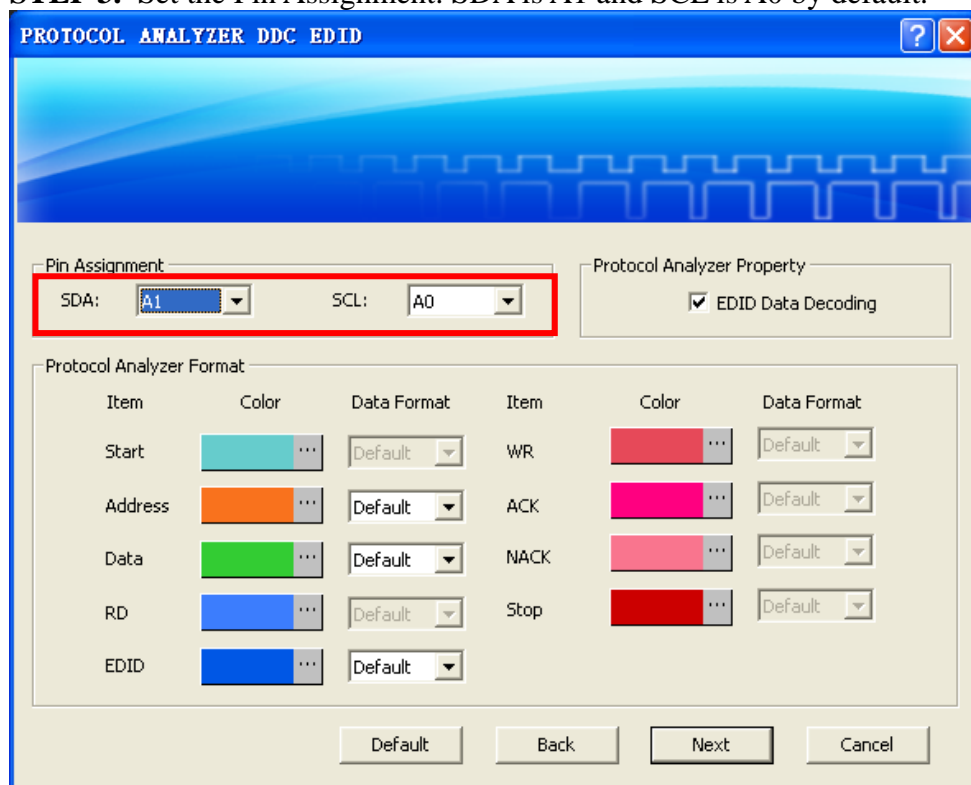 STEP 3. Set the Pin Assignment: SDA is A1 and SCL is A0 by default.
PROTOCOL ANALYZER DDC EDID
Pin Assignment
SDA: A1 SCL: A0
Protocol Analyzer Property
EDID Data Decoding
Protocol Analyzer Format
Item Color Data Format Item Color Data Format
Start ... Default WR ... Default
Address ... Default ACK ... Default
Data ... Default NACK ... Default
RD ... Default Stop ... Default
EDID ... Default
Default Back Next Cancel